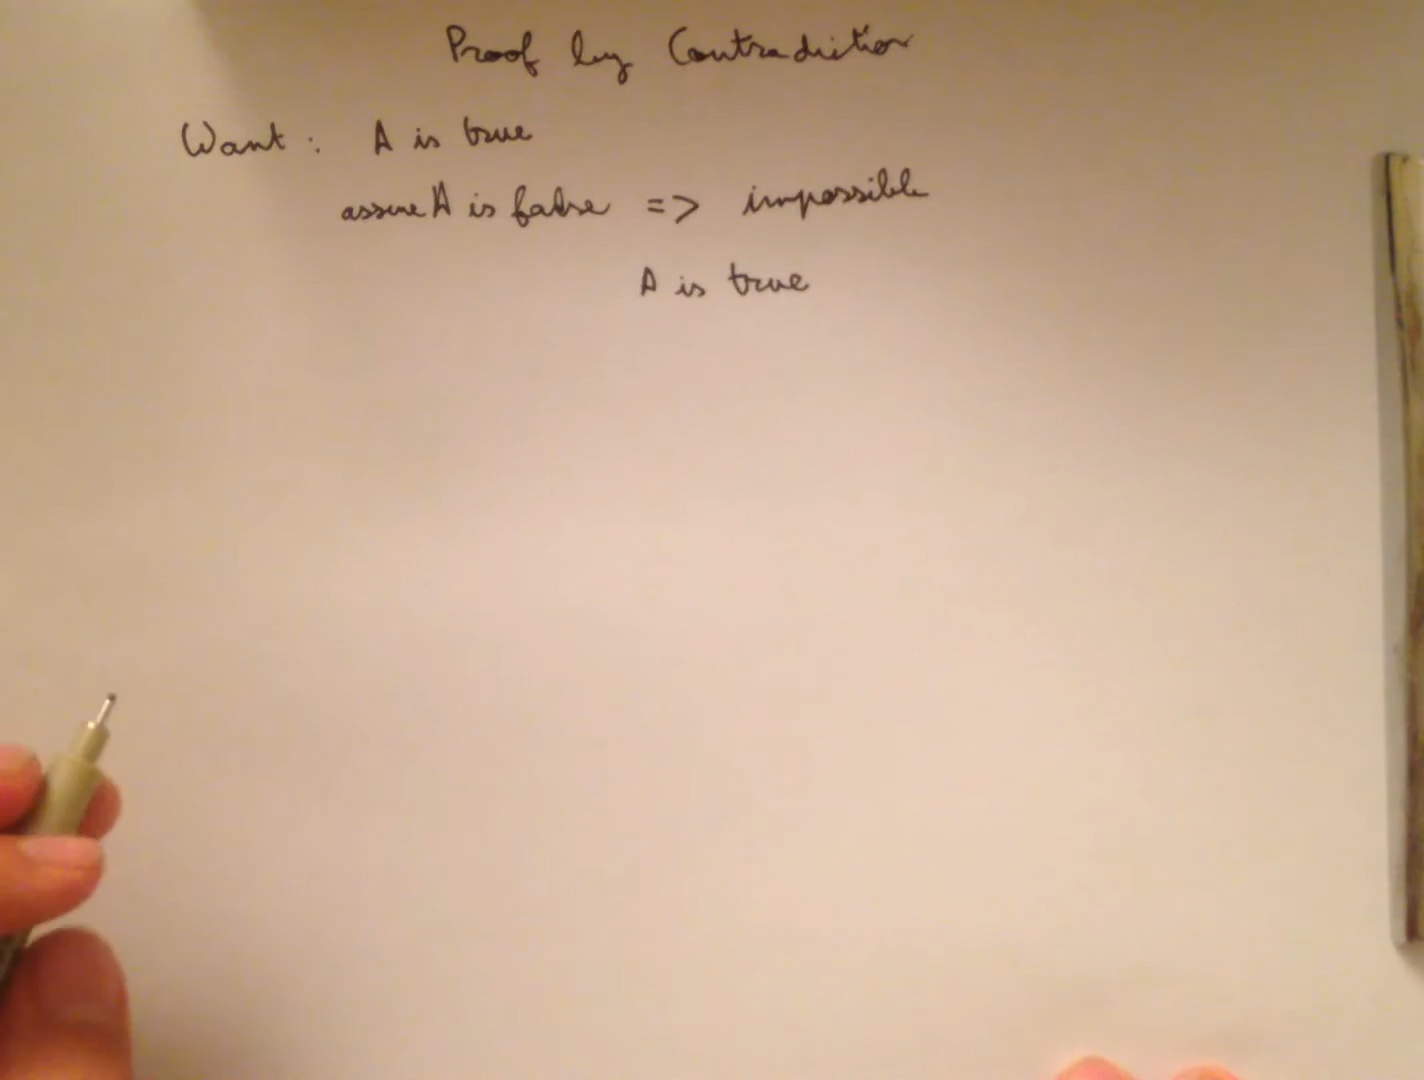 Proof by Contradiction
Want : A is true
assume A is false => impossible
A is true